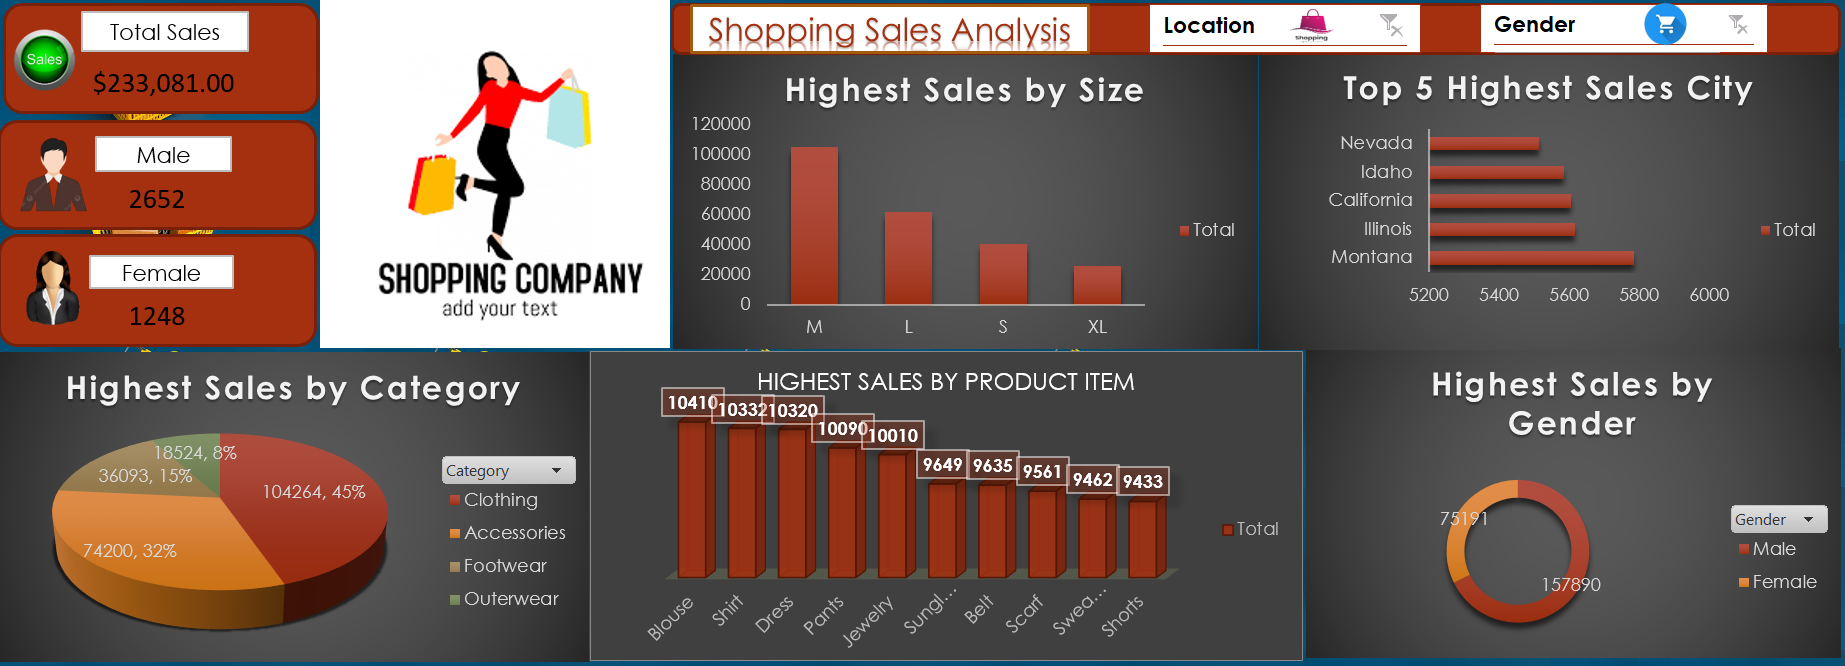 Total Sales
Sales
$233,081.00
Male
2652
Female
1248
SHOPPING COMPANY
add your text
Shopping Sales Analysis
Location
Shopping
Gender
Highest Sales by Size
120000
100000
80000
60000
40000
20000
0
M L S XL
Total
Top 5 Highest Sales City
Nevada
Idaho
California
Illinois
Montana
5200 5400 5600 5800 6000
Total
Highest Sales by Category
18524, 8%
36093, 15%
104264, 45%
74200, 32%
Category
Clothing
Accessories
Footwear
Outerwear
HIGHEST SALES BY PRODUCT ITEM
10410 10332 10320 10090 10010 9649 9635 9561 9462 9433
Blouse Shirt Dress Pants Jewelry Sungl... Belt Scarf Swea... Shorts
Total
Highest Sales by
Gender
75191
157890
Gender
Male
Female